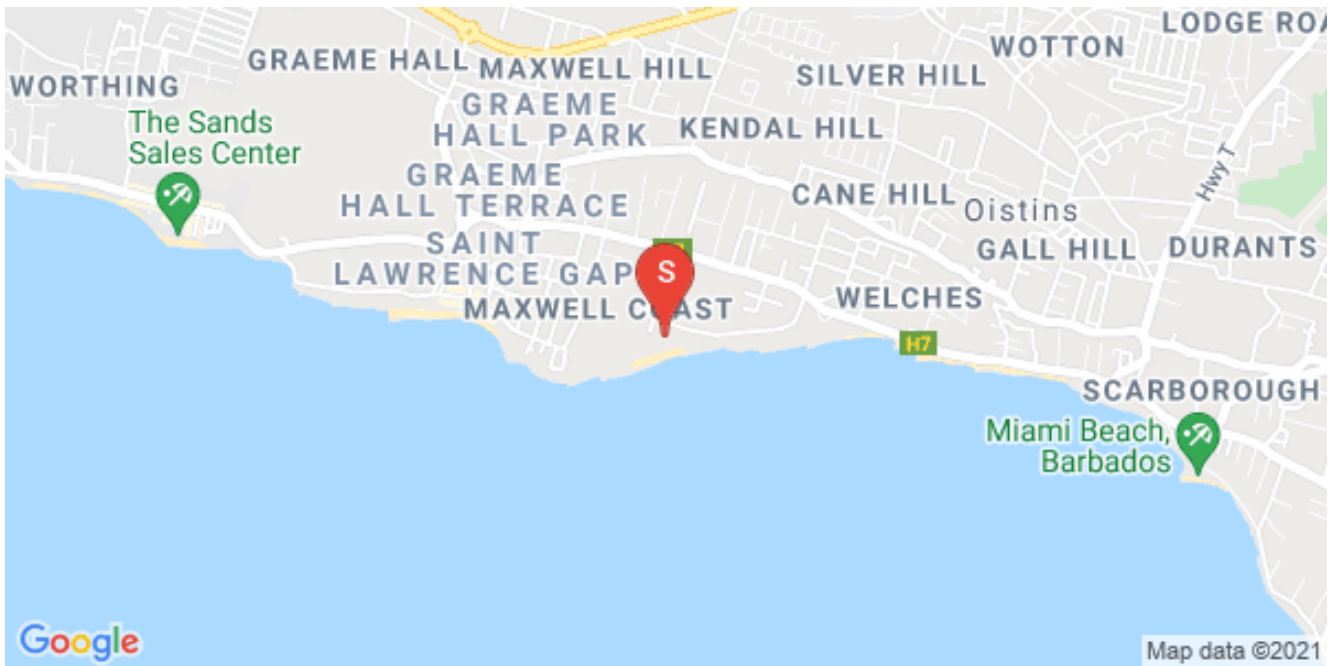 LODGE ROA
WOTTON
GRAEME HALL
MAXWELL HILL
SILVER HILL
WORTHING
GRAEME
HALL PARK
The Sands
Sales Center
KENDAL HILL
Hwy T
GRAEME
HALL TERRACE
CANE HILL
Oistins
SAINT
LAWRENCE GAP
GALL HILL
DURANTS
S
MAXWELL COAST
WELCHES
H7
SCARBOROUGH
Miami Beach,
Barbados
Google
Map data ©2021